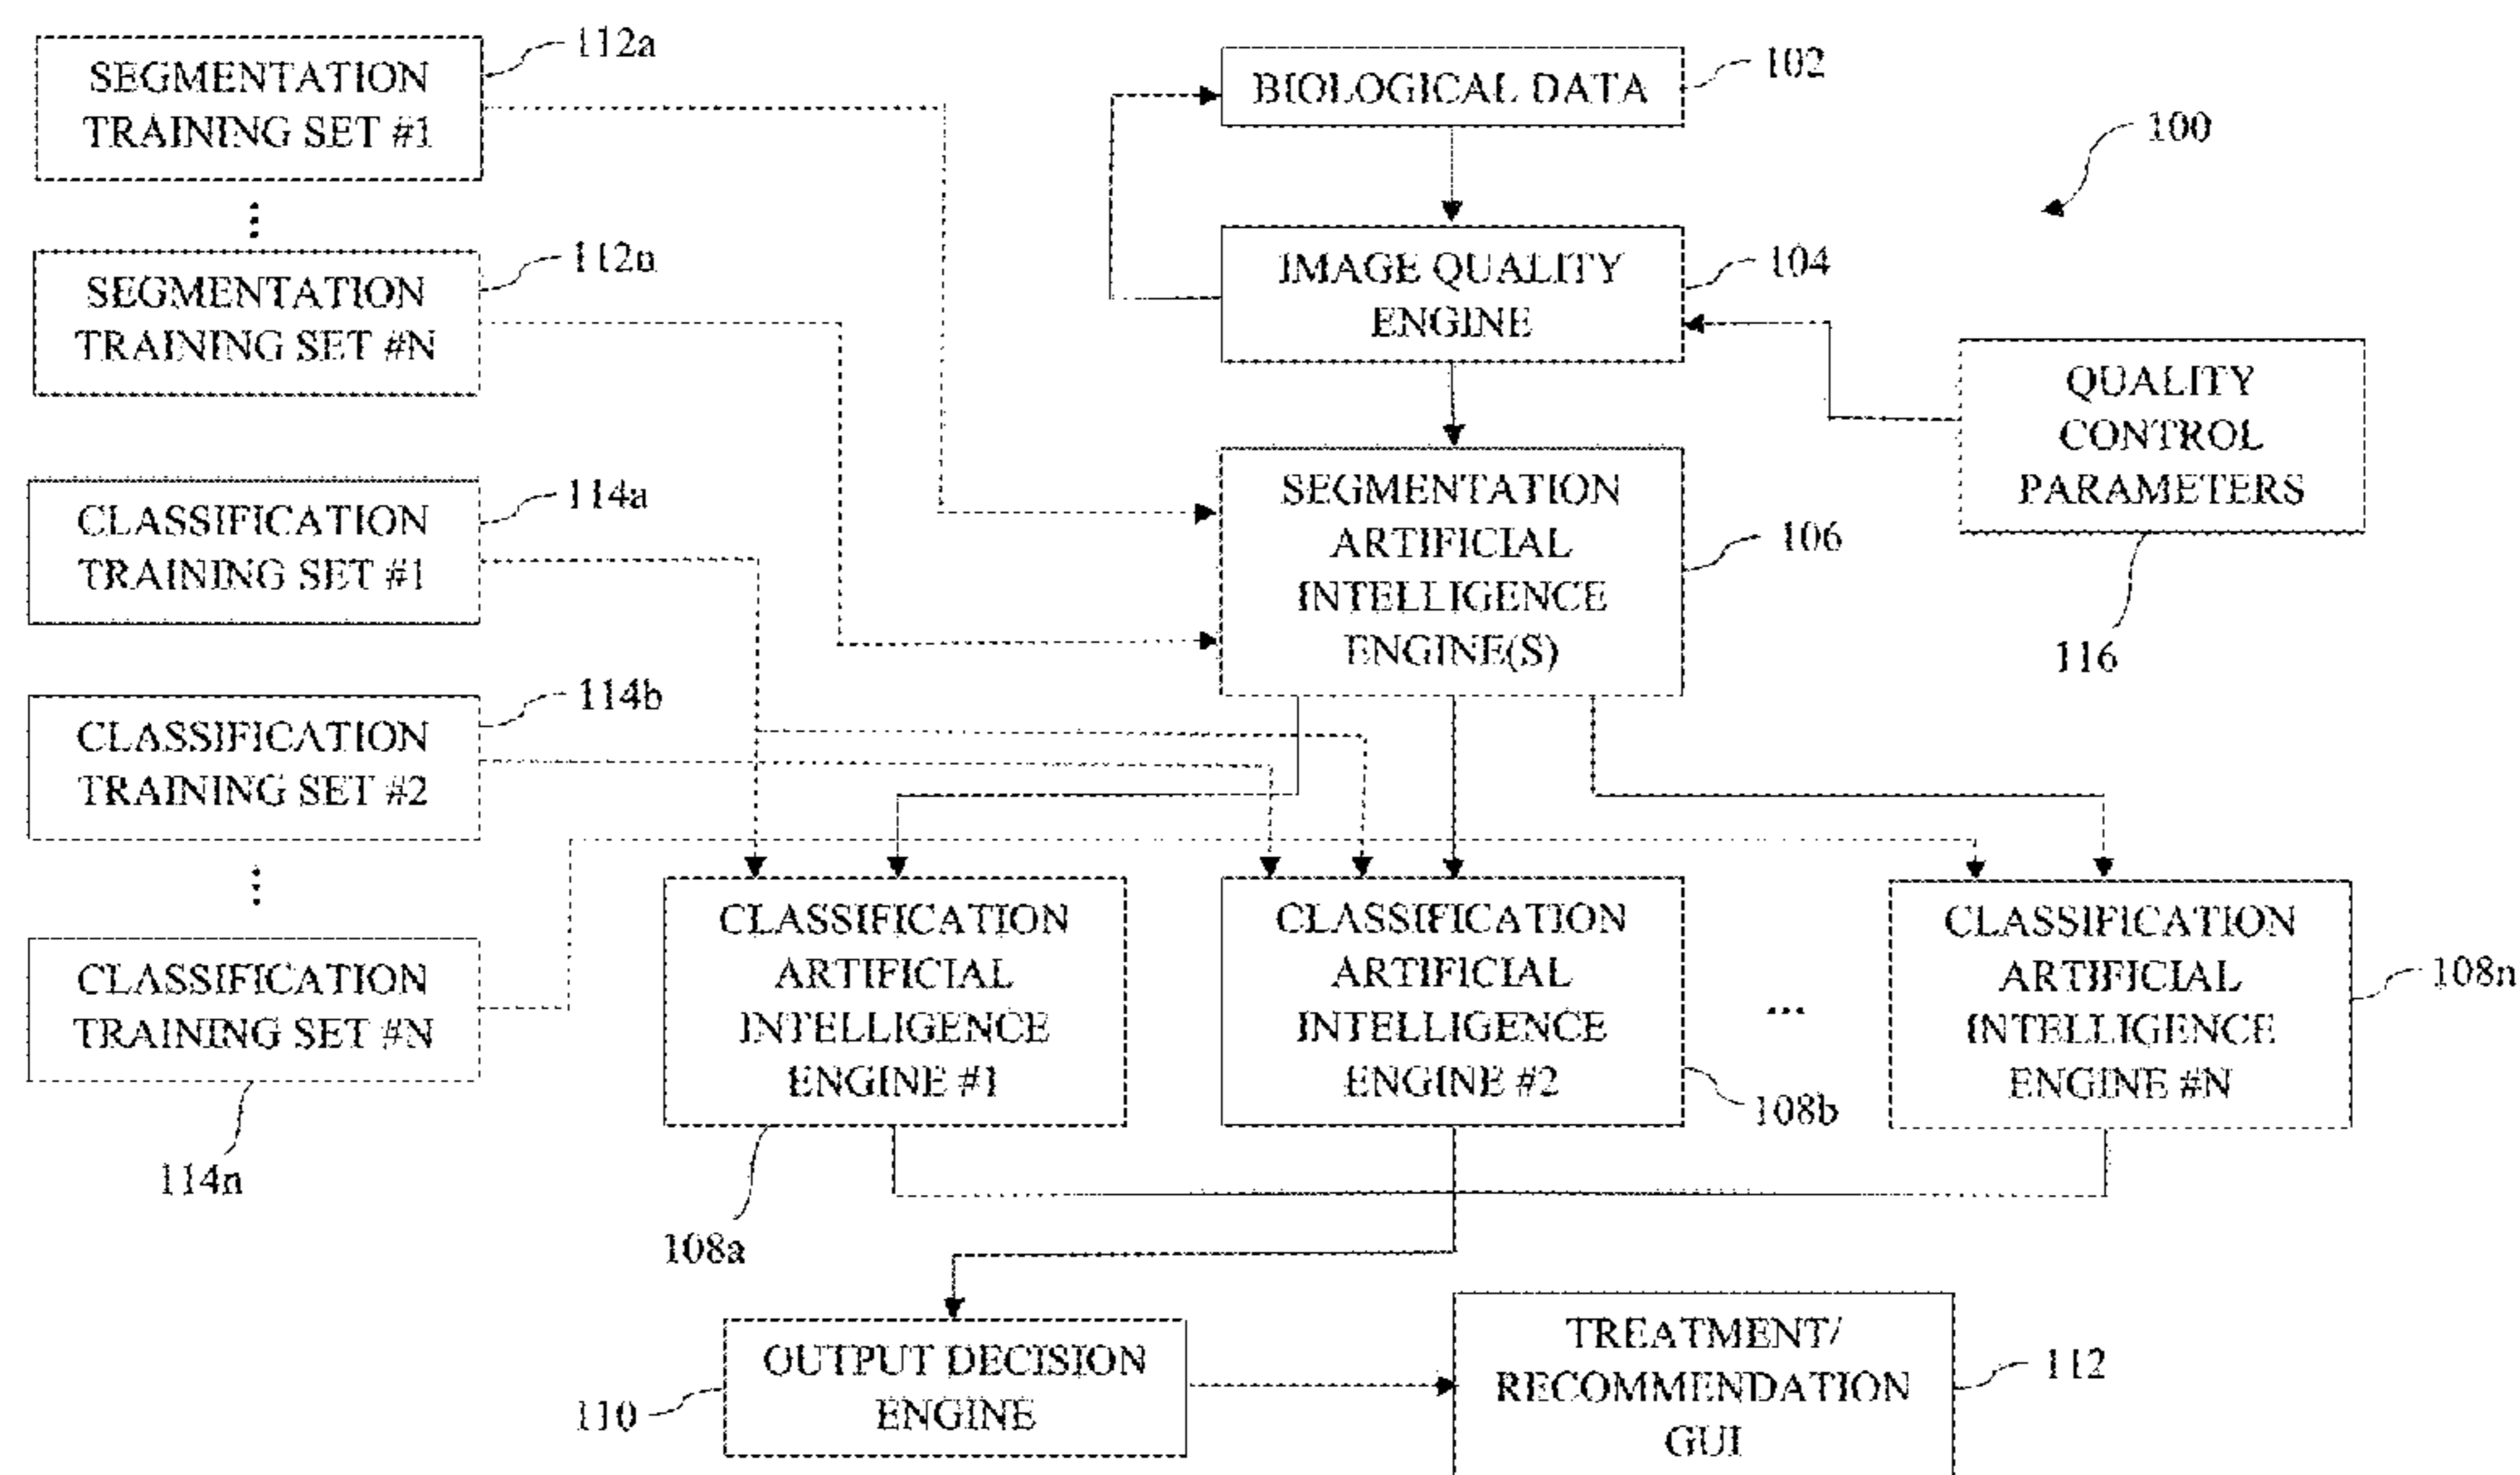 SEGMENTATION
TRAINING SET #1
112a
BIOLOGICAL DATA
102
100
SEGMENTATION
TRAINING SET #N
112n
IMAGE QUALITY
ENGINE
104
QUALITY
CONTROL
PARAMETERS
116
CLASSIFICATION
TRAINING SET #1
114a
SEGMENTATION
ARTIFICIAL
INTELLIGENCE
ENGINE(S)
106
CLASSIFICATION
TRAINING SET #2
114b
CLASSIFICATION
TRAINING SET #N
114n
CLASSIFICATION
ARTIFICIAL
INTELLIGENCE
ENGINE #1
108a
CLASSIFICATION
ARTIFICIAL
INTELLIGENCE
ENGINE #2
108b
...
CLASSIFICATION
ARTIFICIAL
INTELLIGENCE
ENGINE #N
108n
OUTPUT DECISION
ENGINE
110
TREATMENT/
RECOMMENDATION
GUI
112